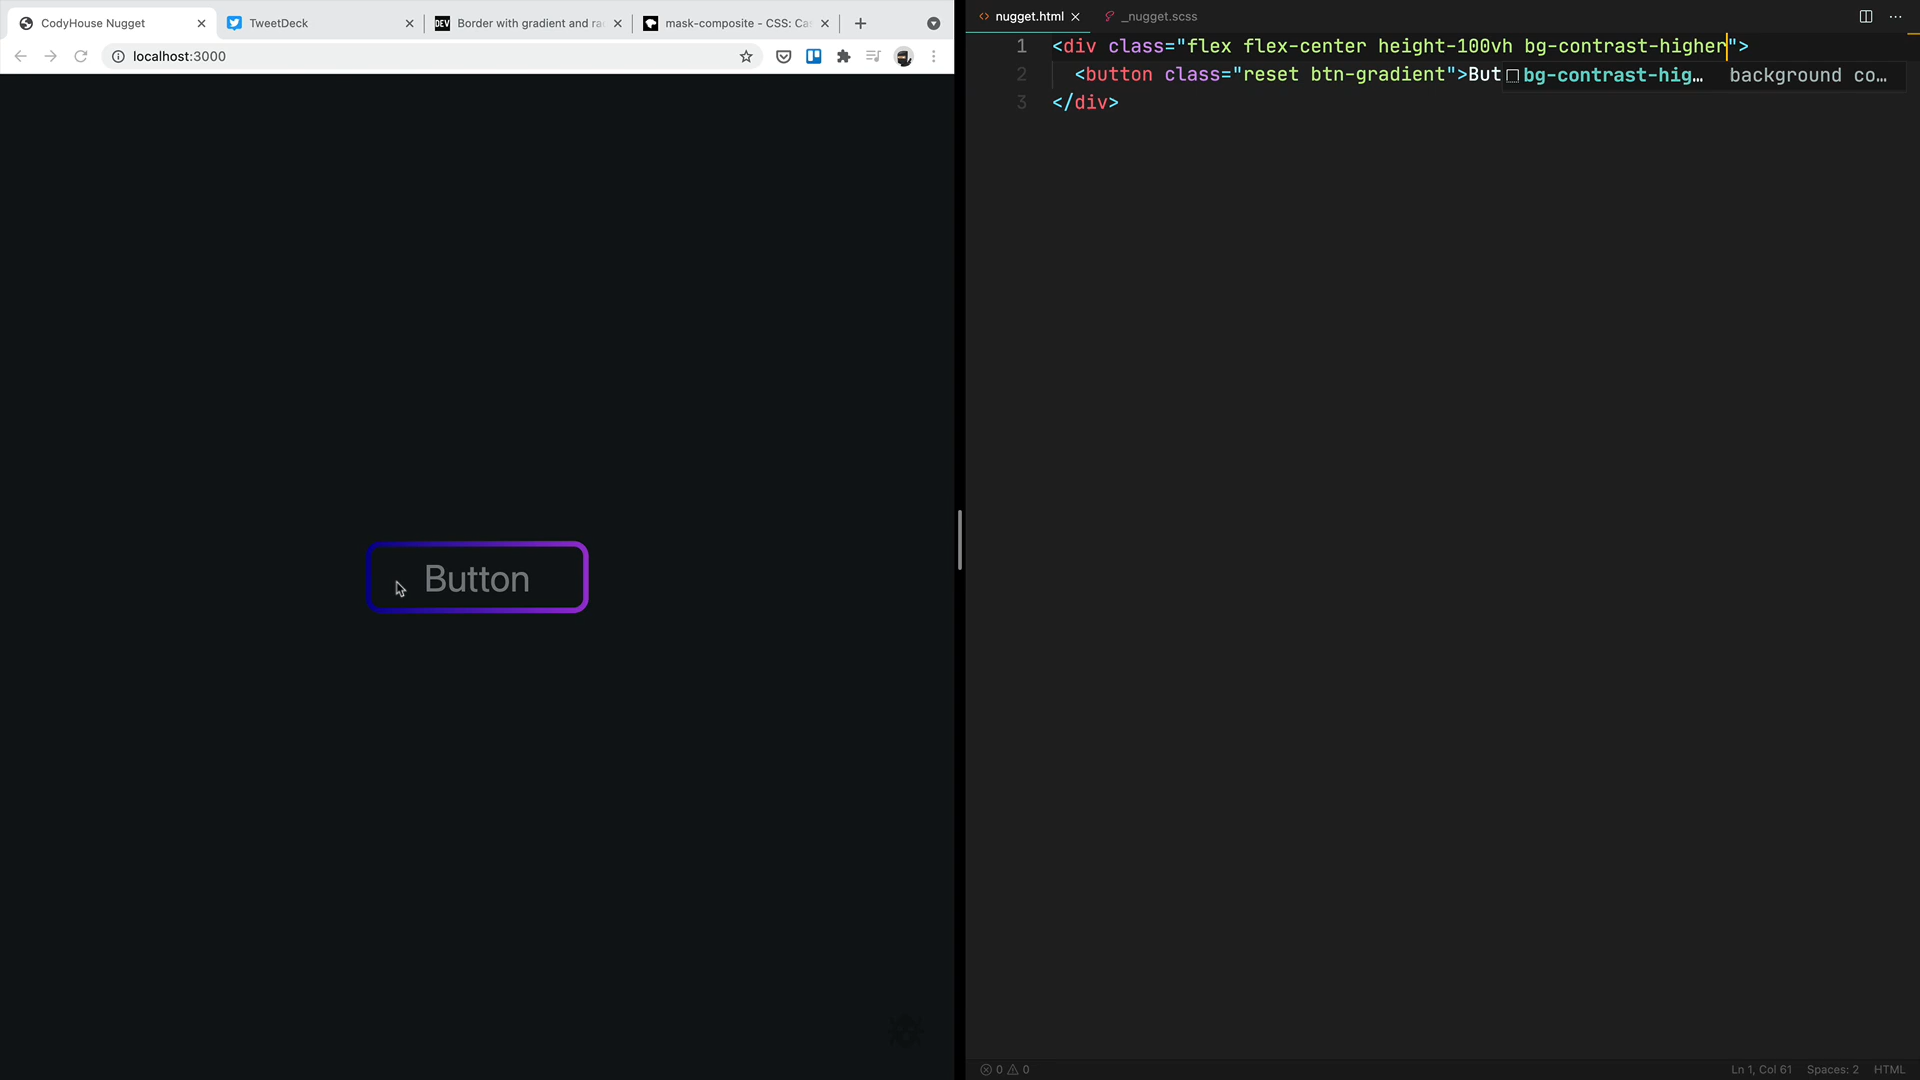 CodyHouse Nugget
TweetDeck
DEV Border with gradient and ra
mask-composite - CSS: Ca
localhost:3000
Button
nugget.html
_nugget.scss
1 <div class="flex flex-center height-100vh bg-contrast-higher">
2 <button class="reset btn-gradient">But
bg-contrast-hig… background co…
3 </div>
0 0
Ln 1, Col 61 Spaces: 2 HTML